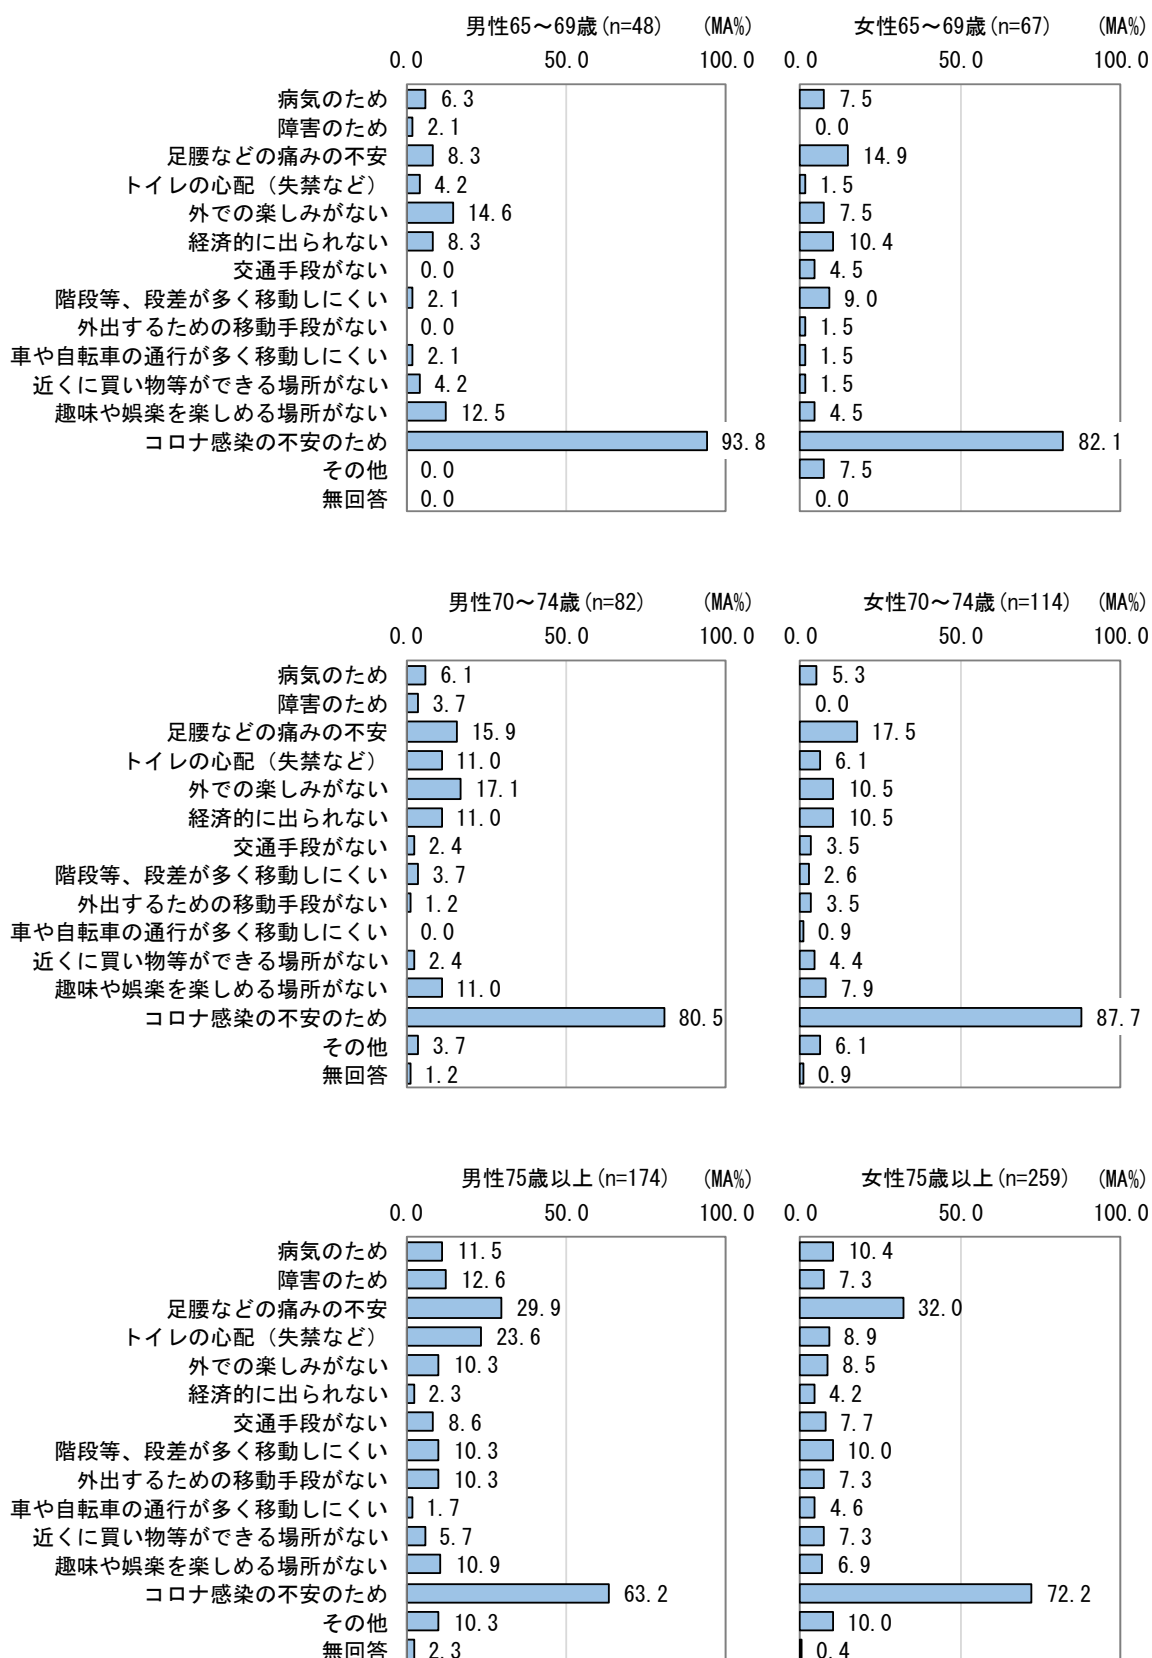 男性65～69歳(n=48) (MA%) 女性65～69歳(n=67) (MA%)
0.0 50.0 100.0 0.0 50.0 100.0
病気のため 6.3 7.5
障害のため 2.1 0.0
足腰などの痛みの不安 8.3 14.9
トイレの心配（失禁など） 4.2 1.5
外での楽しみがない 14.6 7.5
経済的に出られない 8.3 10.4
交通手段がない 0.0 4.5
階段等、段差が多く移動しにくい 2.1 9.0
外出するための移動手段がない 0.0 1.5
車や自転車の通行が多く移動しにくい 2.1 1.5
近くに買い物等ができる場所がない 4.2 1.5
趣味や娯楽を楽しめる場所がない 12.5 4.5
コロナ感染の不安のため 93.8 82.1
その他 0.0 7.5
無回答 0.0 0.0
男性70～74歳(n=82) (MA%) 女性70～74歳(n=114) (MA%)
0.0 50.0 100.0 0.0 50.0 100.0
病気のため 6.1 5.3
障害のため 3.7 0.0
足腰などの痛みの不安 15.9 17.5
トイレの心配（失禁など） 11.0 6.1
外での楽しみがない 17.1 10.5
経済的に出られない 11.0 10.5
交通手段がない 2.4 3.5
階段等、段差が多く移動しにくい 3.7 2.6
外出するための移動手段がない 1.2 3.5
車や自転車の通行が多く移動しにくい 0.0 0.9
近くに買い物等ができる場所がない 2.4 4.4
趣味や娯楽を楽しめる場所がない 11.0 7.9
コロナ感染の不安のため 80.5 87.7
その他 3.7 6.1
無回答 1.2 0.9
男性75歳以上(n=174) (MA%) 女性75歳以上(n=259) (MA%)
0.0 50.0 100.0 0.0 50.0 100.0
病気のため 11.5 10.4
障害のため 12.6 7.3
足腰などの痛みの不安 29.9 32.0
トイレの心配（失禁など） 23.6 8.9
外での楽しみがない 10.3 8.5
経済的に出られない 2.3 4.2
交通手段がない 8.6 7.7
階段等、段差が多く移動しにくい 10.3 10.0
外出するための移動手段がない 10.3 7.3
車や自転車の通行が多く移動しにくい 1.7 4.6
近くに買い物等ができる場所がない 5.7 7.3
趣味や娯楽を楽しめる場所がない 10.9 6.9
コロナ感染の不安のため 63.2 72.2
その他 10.3 10.0
無回答 2.3 0.4